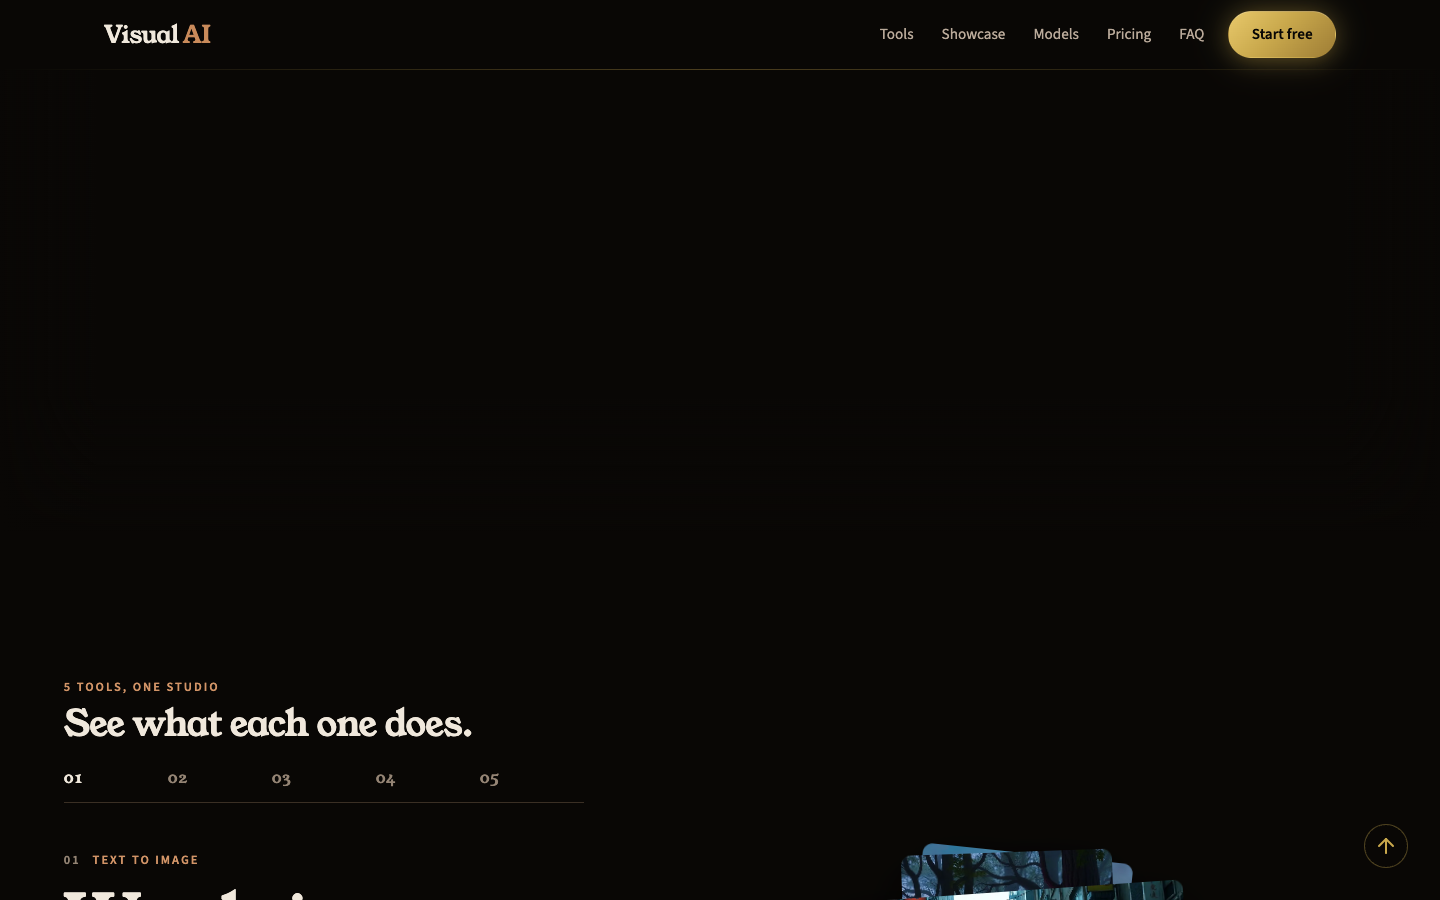 Visual AI
Tools
Showcase
Models
Pricing
FAQ
Start free
5 TOOLS, ONE STUDIO
See what each one does.
01
02
03
04
05
01 TEXT TO IMAGE